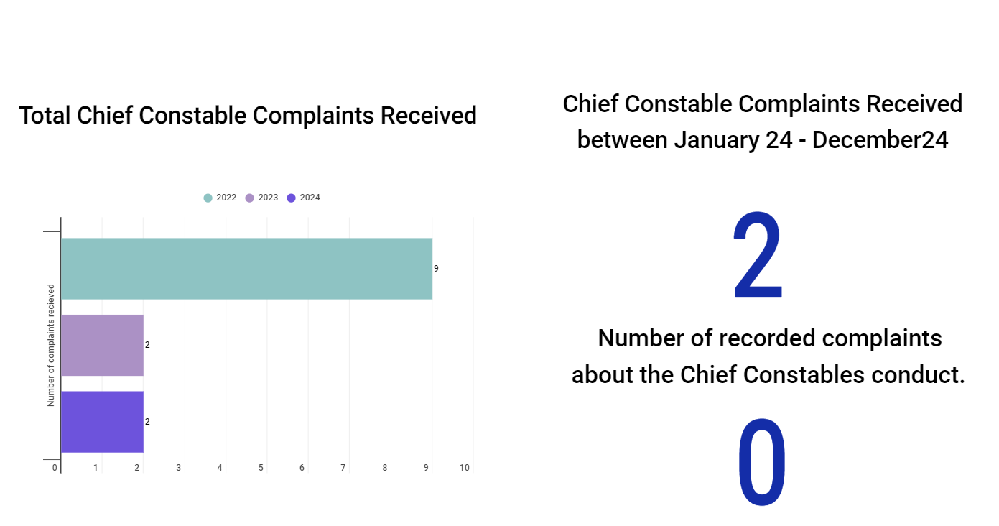 Total Chief Constable Complaints Received
2022 2023 2024
Number of complaints recieved
9
2
2
0 1 2 3 4 5 6 7 8 9 10
Chief Constable Complaints Received
between January 24 - December24
2
Number of recorded complaints
about the Chief Constables conduct.
0